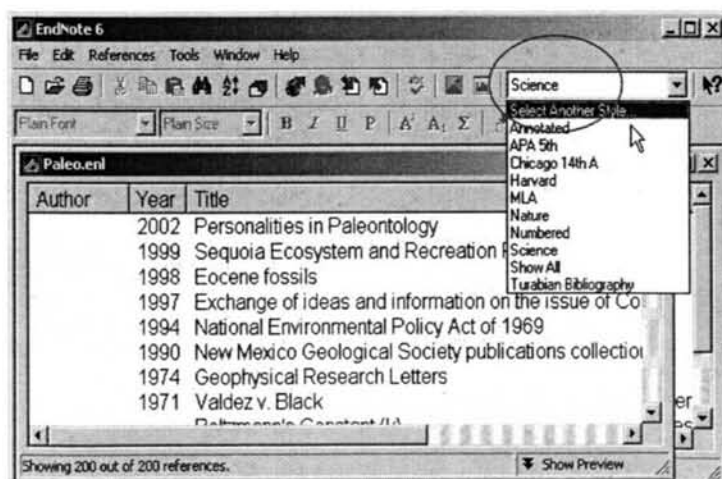 EndNote 6
File Edit References Tools Window Help
Science
Plain Font Plain Size B I U P A A Σ
Select Another Style...
Annotated
APA 5th
Chicago 14th A
Harvard
MLA
Nature
Numbered
Science
Show All
Turabian Bibliography
Paleo.enl
Author Year Title
2002 Personalities in Paleontology
1999 Sequoia Ecosystem and Recreation
1998 Eocene fossils
1997 Exchange of ideas and information on the issue of Co
1994 National Environmental Policy Act of 1969
1990 New Mexico Geological Society publications collection
1974 Geophysical Research Letters
1971 Valdez v. Black
Showing 200 out of 200 references.
Show Preview